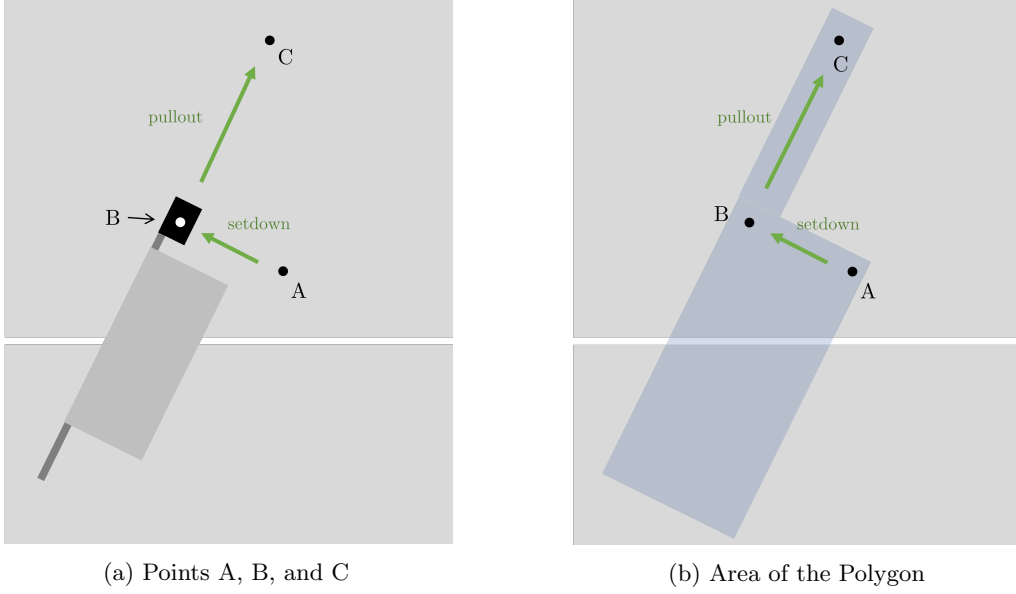 C
pullout
B
setdown
A
(a) Points A, B, and C
C
pullout
B
setdown
A
(b) Area of the Polygon